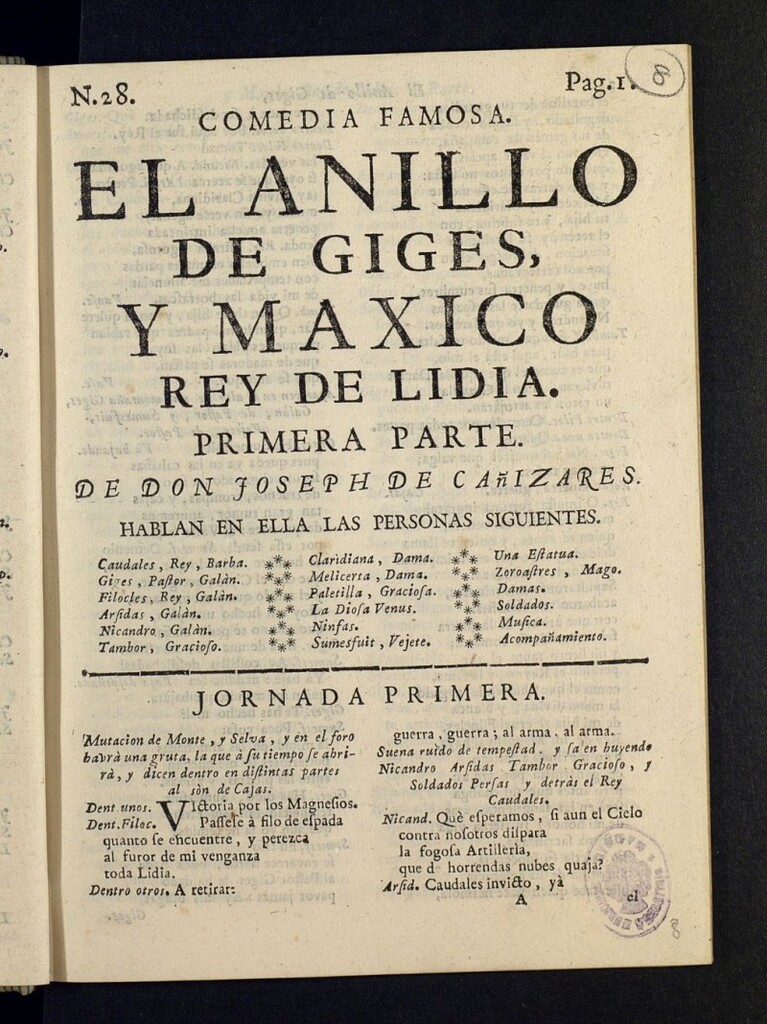 N.28.
Pag.1.
8
COMEDIA FAMOSA.
EL ANILLO
DE GIGES,
Y MAXICO
REY DE LIDIA.
PRIMERA PARTE.
DE DON JOSEPH DE CAñIZARES.
HABLAN EN ELLA LAS PERSONAS SIGUIENTES.
Caudales, Rey, Barba.
Giges, Paſtor, Galàn.
Filocles, Rey, Galàn.
Arſidas, Galàn.
Nicandro, Galàn.
Tambor, Gracioſo.
Claridiana, Dama.
Melicerta, Dama.
Paletilla, Gracioſa.
La Dioſa Venus.
Ninfas.
Sumesfuit, Vejete.
Una Eſtatua.
Zoroaſtres, Mago.
Damas.
Soldados.
Muſica.
Acompañamiento.
JORNADA PRIMERA.
Mutacion de Monte, y Selva, y en el foro
havrà una gruta, la que à ſu tiempo ſe abri-
rà, y dicen dentro en diſtintas partes
al sòn de Cajas.
Dent. unos. VIctoria por los Magneſios.
Dent. Filoc. Paſſeſe à filo de eſpada
quanto ſe encuentre, y perezca
al furor de mi venganza
toda Lidia.
Dentro otros. A retirar:
guerra, guerra; al arma, al arma.
Suena ruido de tempeſtad, y ſa en huyendo
Nicandro Arſidas Tambor Gracioſo, y
Soldados Perſas y detràs el Rey
Caudales.
Nicand. Què eſperamos, ſi aun el Cielo
contra noſotros diſpara
la fogoſa Artilleria,
que d horrendas nubes quaja?
Arſid. Caudales invicto, yà
A
el
8